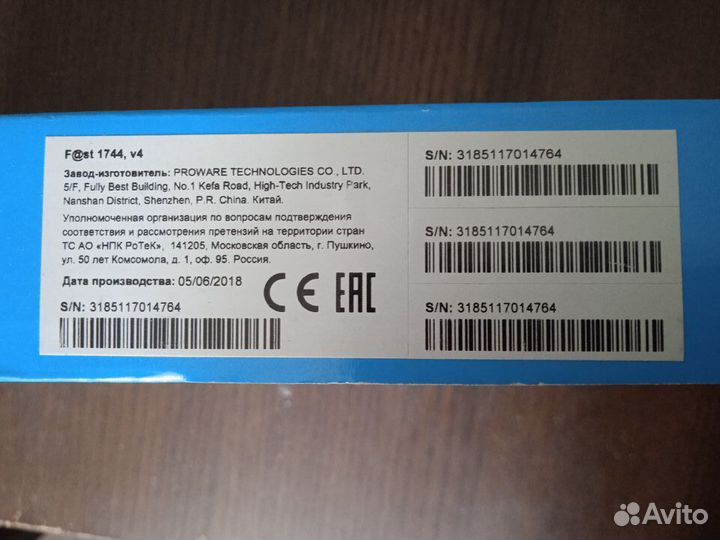 F@st 1744, v4
Завод-изготовитель: PROWARE TECHNOLOGIES CO., LTD.
5/F, Fully Best Building, No.1 Kefa Road, High-Tech Industry Park,
Nanshan District, Shenzhen, P.R. China. Китай.
Уполномоченная организация по вопросам подтверждения
соответствия и рассмотрения претензий на территории стран
ТС АО «НПК РоТеК», 141205, Московская область, г. Пушкино,
ул. 50 лет Комсомола, д. 1, оф. 95. Россия.
Дата производства: 05/06/2018
S/N: 3185117014764
CE EAC
S/N: 3185117014764
S/N: 3185117014764
S/N: 3185117014764
Avito